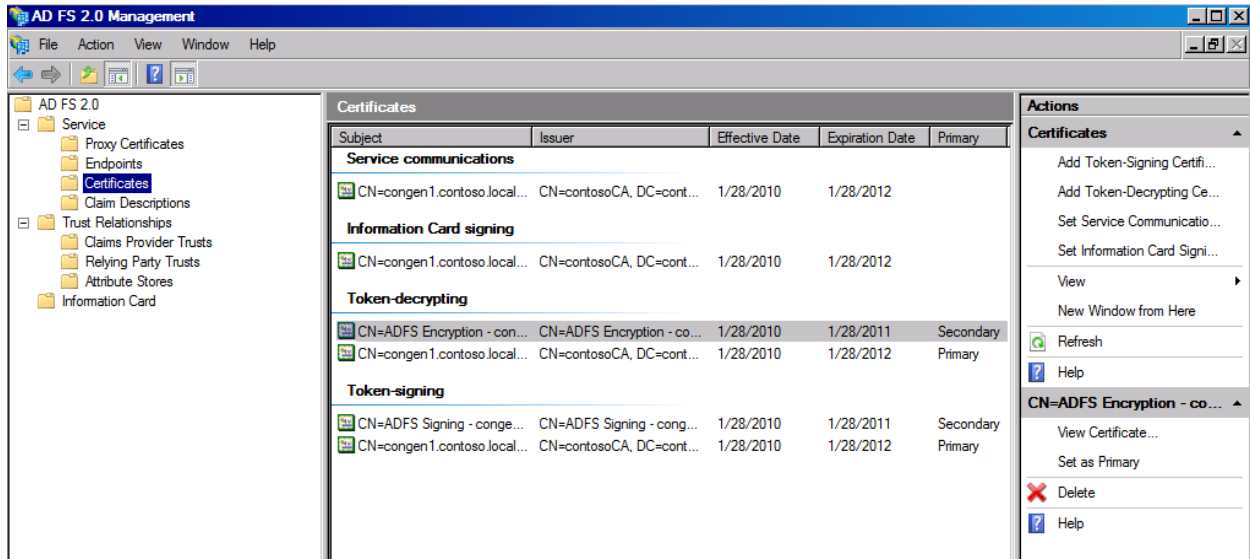 AD FS 2.0 Management
File Action View Window Help
AD FS 2.0
Service
Proxy Certificates
Endpoints
Certificates
Claim Descriptions
Trust Relationships
Claims Provider Trusts
Relying Party Trusts
Attribute Stores
Information Card
Certificates
Subject Issuer Effective Date Expiration Date Primary
Service communications
CN=congen1.contoso.local... CN=contosoCA, DC=cont... 1/28/2010 1/28/2012
Information Card signing
CN=congen1.contoso.local... CN=contosoCA, DC=cont... 1/28/2010 1/28/2012
Token-decrypting
CN=ADFS Encryption - con... CN=ADFS Encryption - co... 1/28/2010 1/28/2011 Secondary
CN=congen1.contoso.local... CN=contosoCA, DC=cont... 1/28/2010 1/28/2012 Primary
Token-signing
CN=ADFS Signing - conge... CN=ADFS Signing - cong... 1/28/2010 1/28/2011 Secondary
CN=congen1.contoso.local... CN=contosoCA, DC=cont... 1/28/2010 1/28/2012 Primary
Actions
Certificates
Add Token-Signing Certifi...
Add Token-Decrypting Ce...
Set Service Communicatio...
Set Information Card Signi...
View
New Window from Here
Refresh
Help
CN=ADFS Encryption - co...
View Certificate...
Set as Primary
Delete
Help